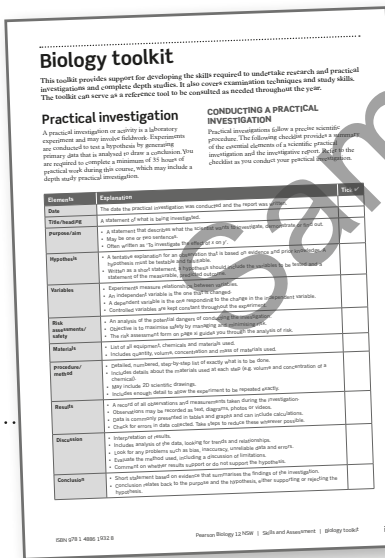 Biology toolkit
This toolkit provides support for developing the skills required to undertake research and practical
investigations and complete depth studies. It also covers examination techniques and study skills.
The toolkit can serve as a reference tool to be consulted as needed throughout the year.
Practical investigation
A practical investigation or activity is a laboratory
experiment and may involve fieldwork. Experiments
are conducted to test a hypothesis by generating
primary data that is analysed to draw a conclusion. You
are required to complete a minimum of 35 hours of
practical work during this course, which may include a
depth study practical investigation.
CONDUCTING A PRACTICAL
INVESTIGATION
Practical investigations follow a precise scientific
procedure. The following checklist provides a summary
of the essential elements of a scientific practical
investigation and the investigative report. Refer to the
checklist as you conduct your practical investigation.
Elements Explanation Tick ✓
Date The date the practical investigation was conducted and the report was written.
Title/heading A statement of what is being investigated.
Purpose/aim • A statement that describes what the scientist wants to investigate, demonstrate or find out.
• May be one or two sentences.
• Often written as 'To investigate the effect of x on y'.
Hypothesis • A tentative explanation for an observation that is based on evidence and prior knowledge. A
hypothesis must be testable and falsifiable.
• Written as a short statement, a hypothesis should include the variables to be tested and a
statement of the measurable, predicted outcome.
Variables • Experiments measure relationships between variables.
• An independent variable is the one that is changed.
• A dependent variable is the one responding to the change in the independent variable.
• Controlled variables are kept constant throughout the experiment.
Risk
assessments/
safety
• An analysis of the potential dangers of conducting the investigation.
• Objective is to maximise safety by managing and minimising risk.
• The risk assessment form on page iii guides you through the analysis of risk.
Materials • List of all equipment, chemicals and materials used.
• Includes quantity, volume, concentration and mass of materials used.
Procedure/
method
• Detailed, numbered, step-by-step list of exactly what is to be done.
• Includes details about the materials used at each step (e.g. volume and concentration of a
chemical).
• May include 2D scientific drawings.
• Includes enough detail to allow the experiment to be repeated exactly.
Results • A record of all observations and measurements taken during the investigation.
• Observations may be recorded as text, diagrams, photos or videos.
• Data is commonly presented in tables and graphs and can include calculations.
• Check for errors in data collected. Take steps to reduce these wherever possible.
Discussion • Interpretation of results.
• Includes analysis of the data, looking for trends and relationships.
• Look for any problems such as bias, inaccuracy, unreliable data and errors.
• Evaluate the method used, including a discussion of limitations.
• Comment on whether results support or do not support the hypothesis.
Conclusion • Short statement based on evidence that summarises the findings of the investigation.
• Conclusion relates back to the purpose and the hypothesis, either supporting or rejecting the
hypothesis.
ISBN 978 1 4886 1932 8
Pearson Biology 12 NSW | Skills and Assessment | Biology toolkit